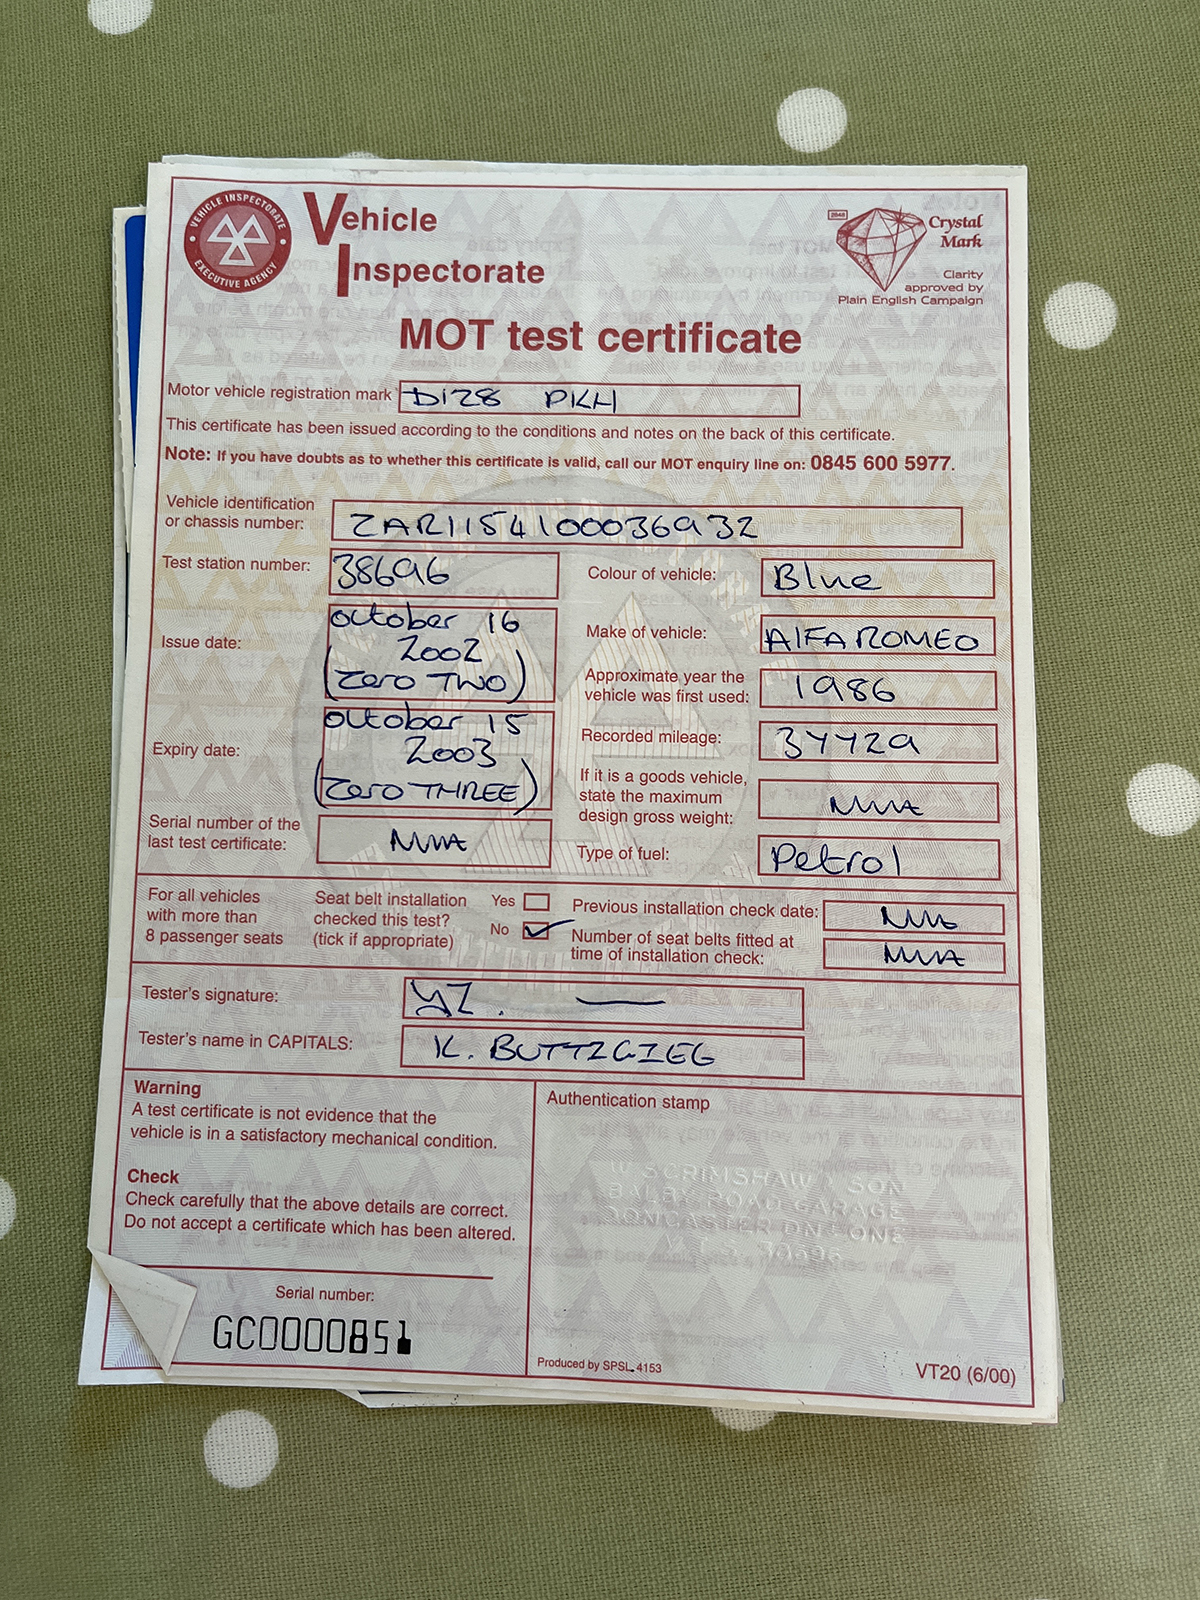 VEHICLE INSPECTORATE
EXECUTIVE AGENCY
Vehicle
Inspectorate
2848
Crystal
Mark
Clarity
approved by
Plain English Campaign
MOT test certificate
Motor vehicle registration mark D128 PKH
This certificate has been issued according to the conditions and notes on the back of this certificate.
Note: If you have doubts as to whether this certificate is valid, call our MOT enquiry line on: 0845 600 5977.
Vehicle identification
or chassis number: ZAR11541000036932
Test station number: 38696
Colour of vehicle: Blue
Issue date: october 16
2002
(zero TWO)
Make of vehicle: AlFA ROMEO
Approximate year the
vehicle was first used: 1986
Expiry date: october 15
2003
(zero THREE)
Recorded mileage: 34429
If it is a goods vehicle,
state the maximum
design gross weight:
Serial number of the
last test certificate:
Type of fuel: Petrol
For all vehicles
with more than
8 passenger seats
Seat belt installation
checked this test?
(tick if appropriate)
Yes
No
Previous installation check date:
Number of seat belts fitted at
time of installation check:
Tester's signature:
Tester's name in CAPITALS: K. BUTTIGIEG
Warning
A test certificate is not evidence that the
vehicle is in a satisfactory mechanical condition.
Check
Check carefully that the above details are correct.
Do not accept a certificate which has been altered.
Serial number:
GC0000851
Authentication stamp
SCRIMSHAW & SON
BALBY ROAD GARAGE
DONCASTER
Produced by SPSL 4153
VT20 (6/00)